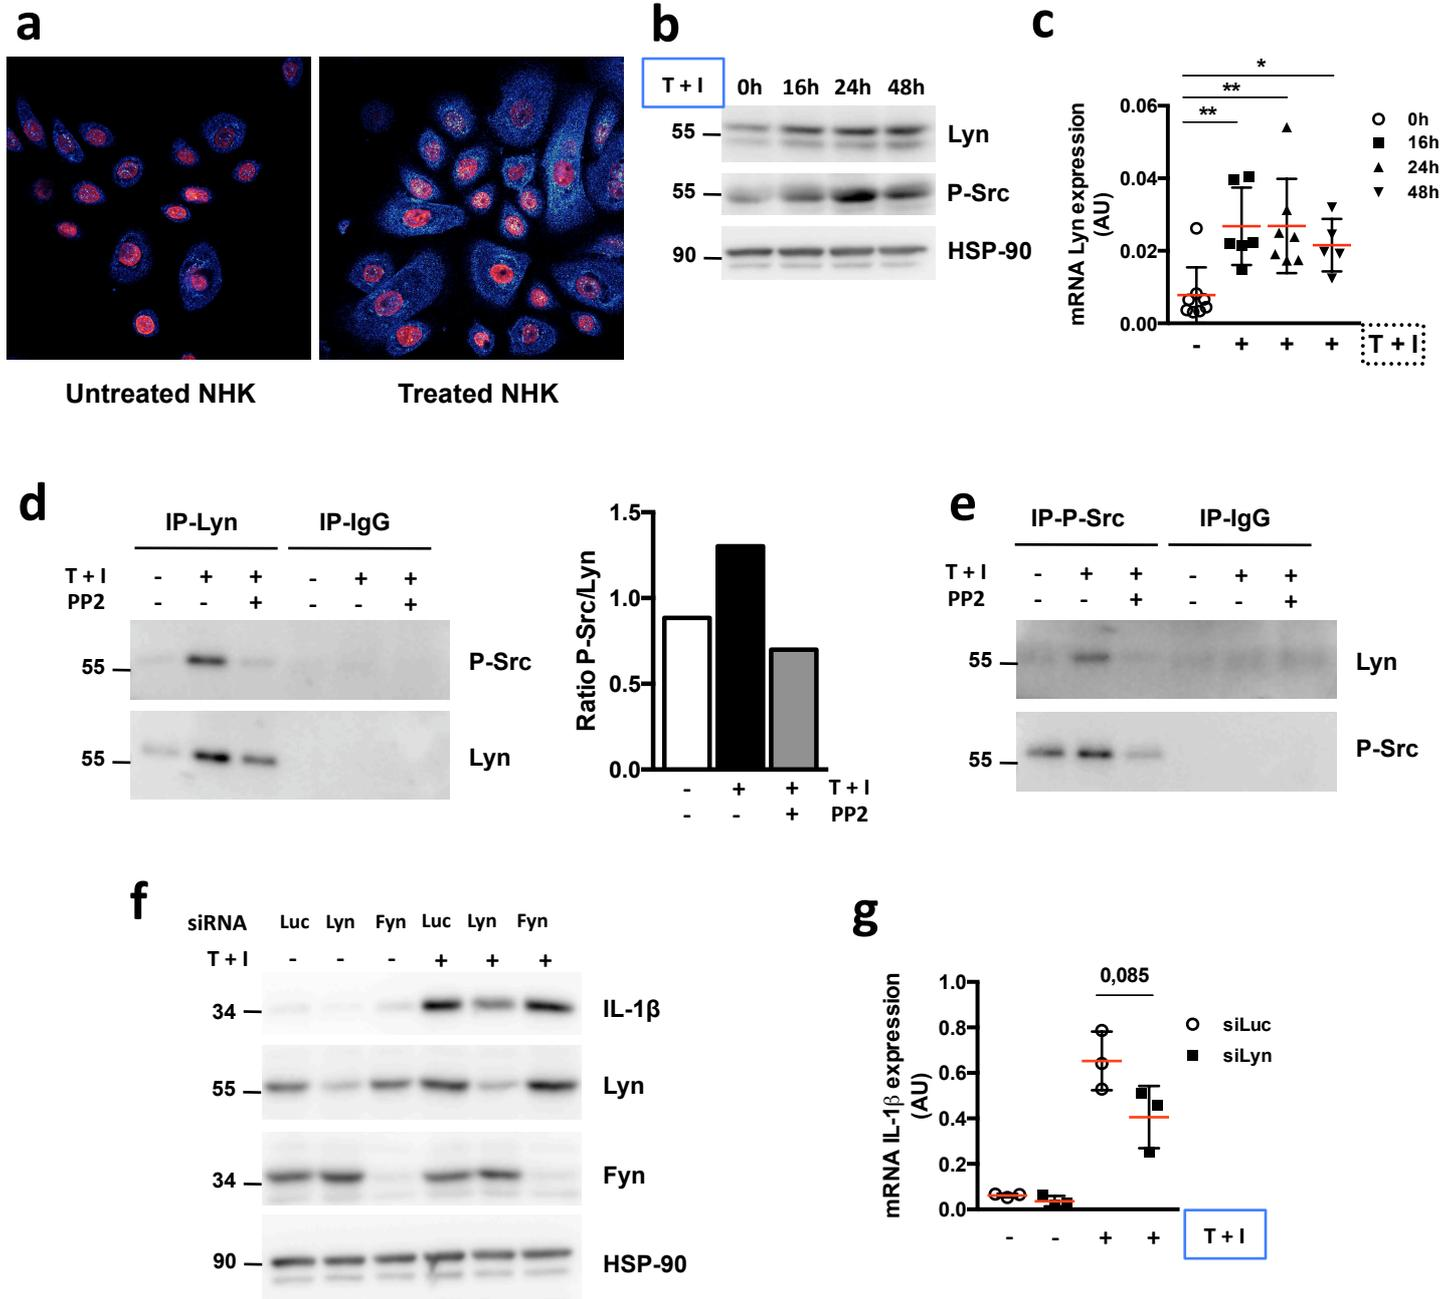 a
Untreated NHK
Treated NHK
b
T + I 0h 16h 24h 48h
55 Lyn
55 P-Src
90 HSP-90
c
mRNA Lyn expression
(AU)
0.06
0.04
0.02
0.00
*
**
**
0h
16h
24h
48h
- + + + T + I
d
IP-Lyn IP-IgG
T + I - + + - + +
PP2 - - + - - +
55 P-Src
55 Lyn
Ratio P-Src/Lyn
1.5
1.0
0.5
0.0
- + + T + I
- - + PP2
e
IP-P-Src IP-IgG
T + I - + + - + +
PP2 - - + - - +
55 Lyn
55 P-Src
f
siRNA Luc Lyn Fyn Luc Lyn Fyn
T + I - - - + + +
34 IL-1β
55 Lyn
34 Fyn
90 HSP-90
g
mRNA IL-1β expression
(AU)
1.0
0.8
0.6
0.4
0.2
0.0
0,085
siLuc
siLyn
- - + + T + I